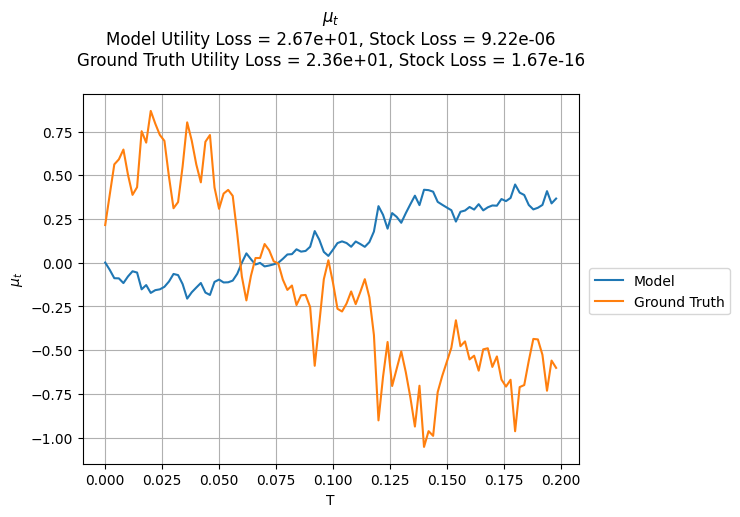 μ_t
Model Utility Loss = 2.67e+01, Stock Loss = 9.22e-06
Ground Truth Utility Loss = 2.36e+01, Stock Loss = 1.67e-16
μ_t
0.75
0.50
0.25
0.00
−0.25
−0.50
−0.75
−1.00
0.000 0.025 0.050 0.075 0.100 0.125 0.150 0.175 0.200
T
Model
Ground Truth